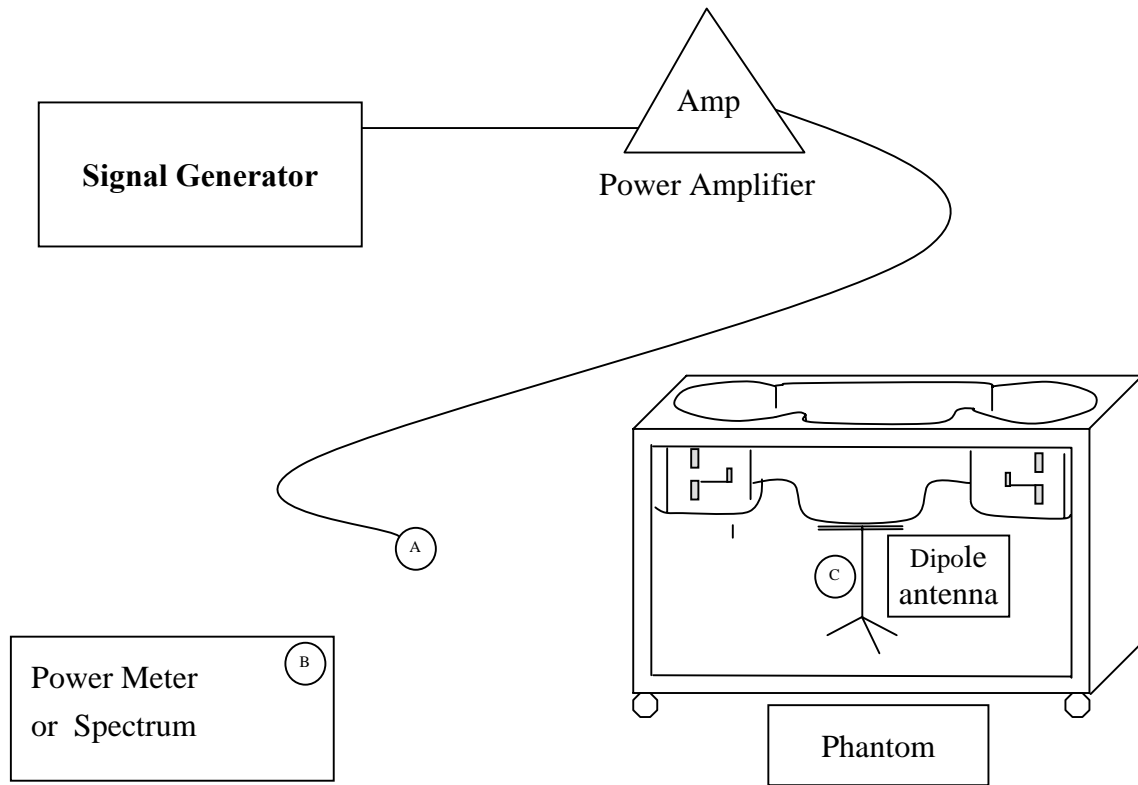 Amp
Signal Generator
Power Amplifier
A
C
Dipole
antenna
B
Power Meter
or Spectrum
Phantom